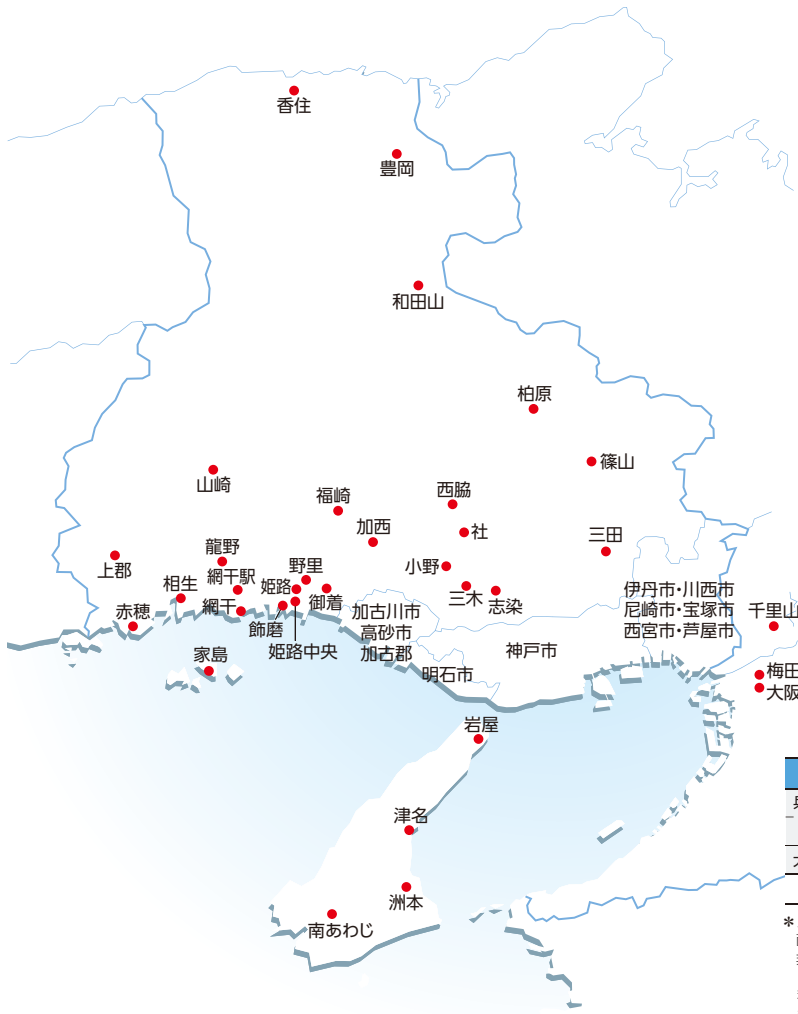 香住
豊岡
和田山
柏原
篠山
山崎
福崎
西脇
加西
社
三田
上郡
龍野
小野
網干駅
野里
姫路
相生
御着
三木
志染
赤穂
網干
飾磨
姫路中央
家島
加古川市
高砂市
加古郡
明石市
神戸市
伊丹市・川西市
尼崎市・宝塚市
西宮市・芦屋市
千里山
梅田
大阪
岩屋
津名
洲本
南あわじ
*